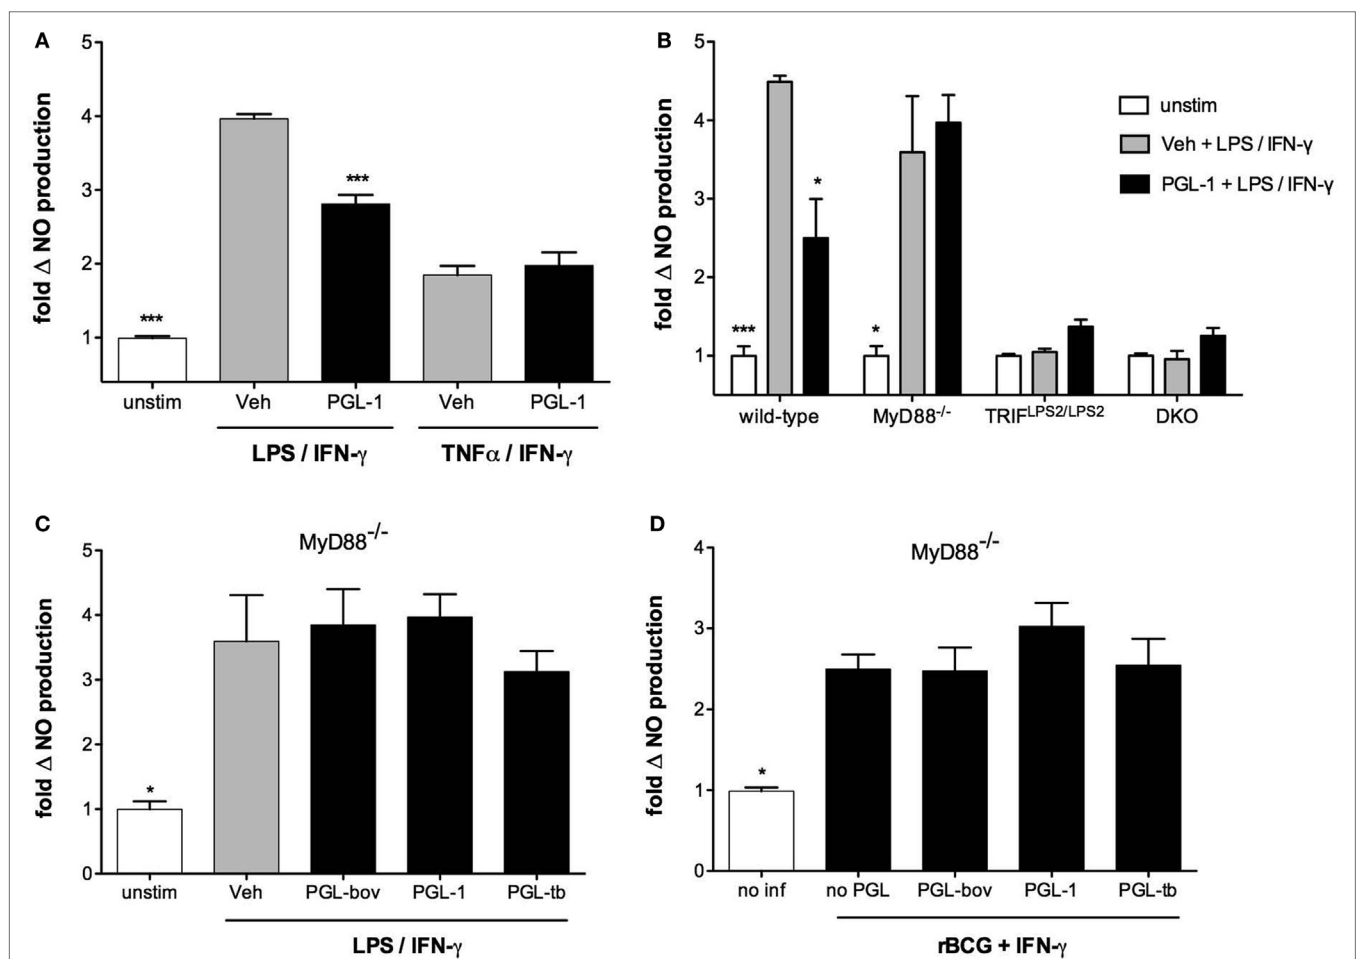 A
fold Δ NO production
5
4
3
2
1
***
***
unstim
Veh
PGL-1
Veh
PGL-1
LPS / IFN-γ
TNFα / IFN-γ
B
fold Δ NO production
5
4
3
2
1
***
*
*
unstim
Veh + LPS / IFN-γ
PGL-1 + LPS / IFN-γ
wild-type
MyD88-/-
TRIFLPS2/LPS2
DKO
C
MyD88-/-
fold Δ NO production
5
4
3
2
1
0
*
unstim
Veh
PGL-bov
PGL-1
PGL-tb
LPS / IFN-γ
D
MyD88-/-
fold Δ NO production
4
3
2
1
0
*
no inf
no PGL
PGL-bov
PGL-1
PGL-tb
rBCG + IFN-γ